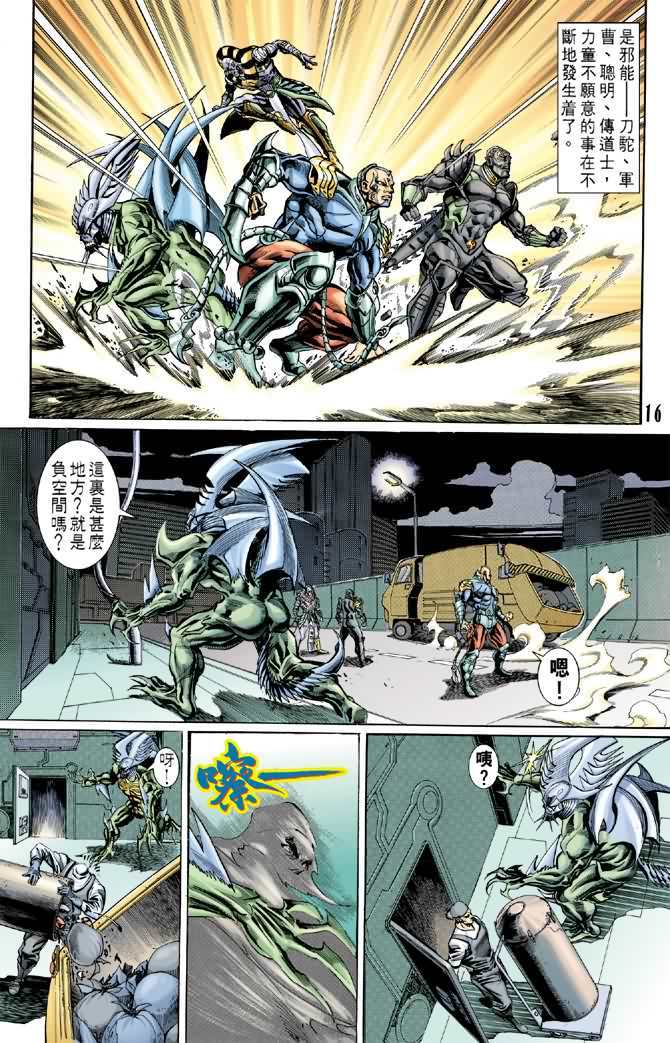 是邪能——刀駝、軍
曹、聰明、傳道士，
力童不願意的事在不
斷地發生着了。
16
這裏是甚麼
地方？就是
負空間嗎？
嗯！
呀！
嚓—
咦？